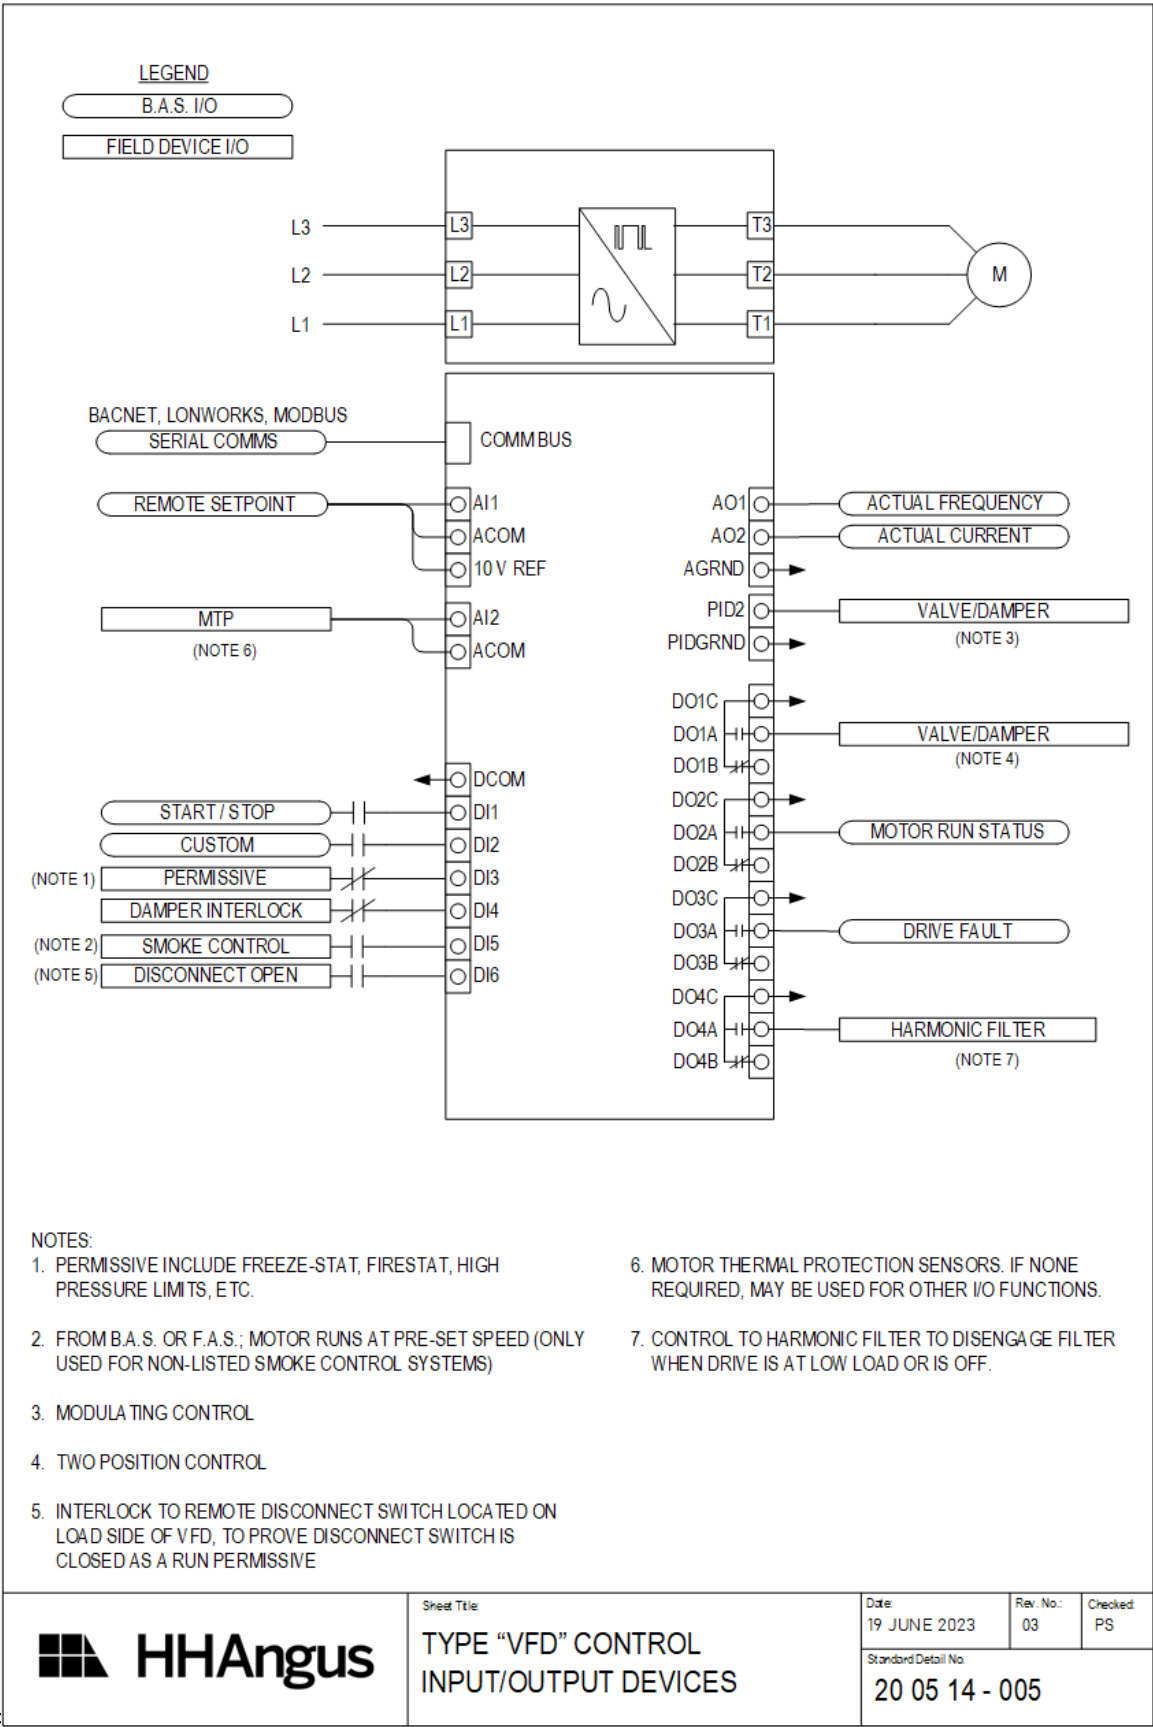 LEGEND
B.A.S. I/O
FIELD DEVICE I/O
L3
L3
T3
L2
L2
T2
M
L1
L1
T1
BACNET, LONWORKS, MODBUS
SERIAL COMMS
COMM BUS
REMOTE SETPOINT
AI1
ACOM
10 V REF
AO1
ACTUAL FREQUENCY
AO2
ACTUAL CURRENT
AGRND
MTP
(NOTE 6)
AI2
ACOM
PID2
VALVE/DAMPER
PIDGRND
(NOTE 3)
DO1C
DO1A
VALVE/DAMPER
(NOTE 4)
DO1B
DCOM
START / STOP
DI1
CUSTOM
DI2
(NOTE 1)
PERMISSIVE
DI3
DAMPER INTERLOCK
DI4
(NOTE 2)
SMOKE CONTROL
DI5
(NOTE 5)
DISCONNECT OPEN
DI6
DO2C
DO2A
MOTOR RUN STATUS
DO2B
DO3C
DO3A
DRIVE FAULT
DO3B
DO4C
DO4A
HARMONIC FILTER
DO4B
(NOTE 7)
NOTES:
1. PERMISSIVE INCLUDE FREEZE-STAT, FIRESTAT, HIGH
PRESSURE LIMITS, ETC.
2. FROM B.A.S. OR F.A.S.; MOTOR RUNS AT PRE-SET SPEED (ONLY
USED FOR NON-LISTED SMOKE CONTROL SYSTEMS)
3. MODULATING CONTROL
4. TWO POSITION CONTROL
5. INTERLOCK TO REMOTE DISCONNECT SWITCH LOCATED ON
LOAD SIDE OF VFD, TO PROVE DISCONNECT SWITCH IS
CLOSED AS A RUN PERMISSIVE
6. MOTOR THERMAL PROTECTION SENSORS. IF NONE
REQUIRED, MAY BE USED FOR OTHER I/O FUNCTIONS.
7. CONTROL TO HARMONIC FILTER TO DISENGAGE FILTER
WHEN DRIVE IS AT LOW LOAD OR IS OFF.
HHAngus
Sheet Title:
TYPE “VFD” CONTROL
INPUT/OUTPUT DEVICES
Date:
19 JUNE 2023
Rev. No.:
03
Checked:
PS
Standard Detail No.
20 05 14 - 005